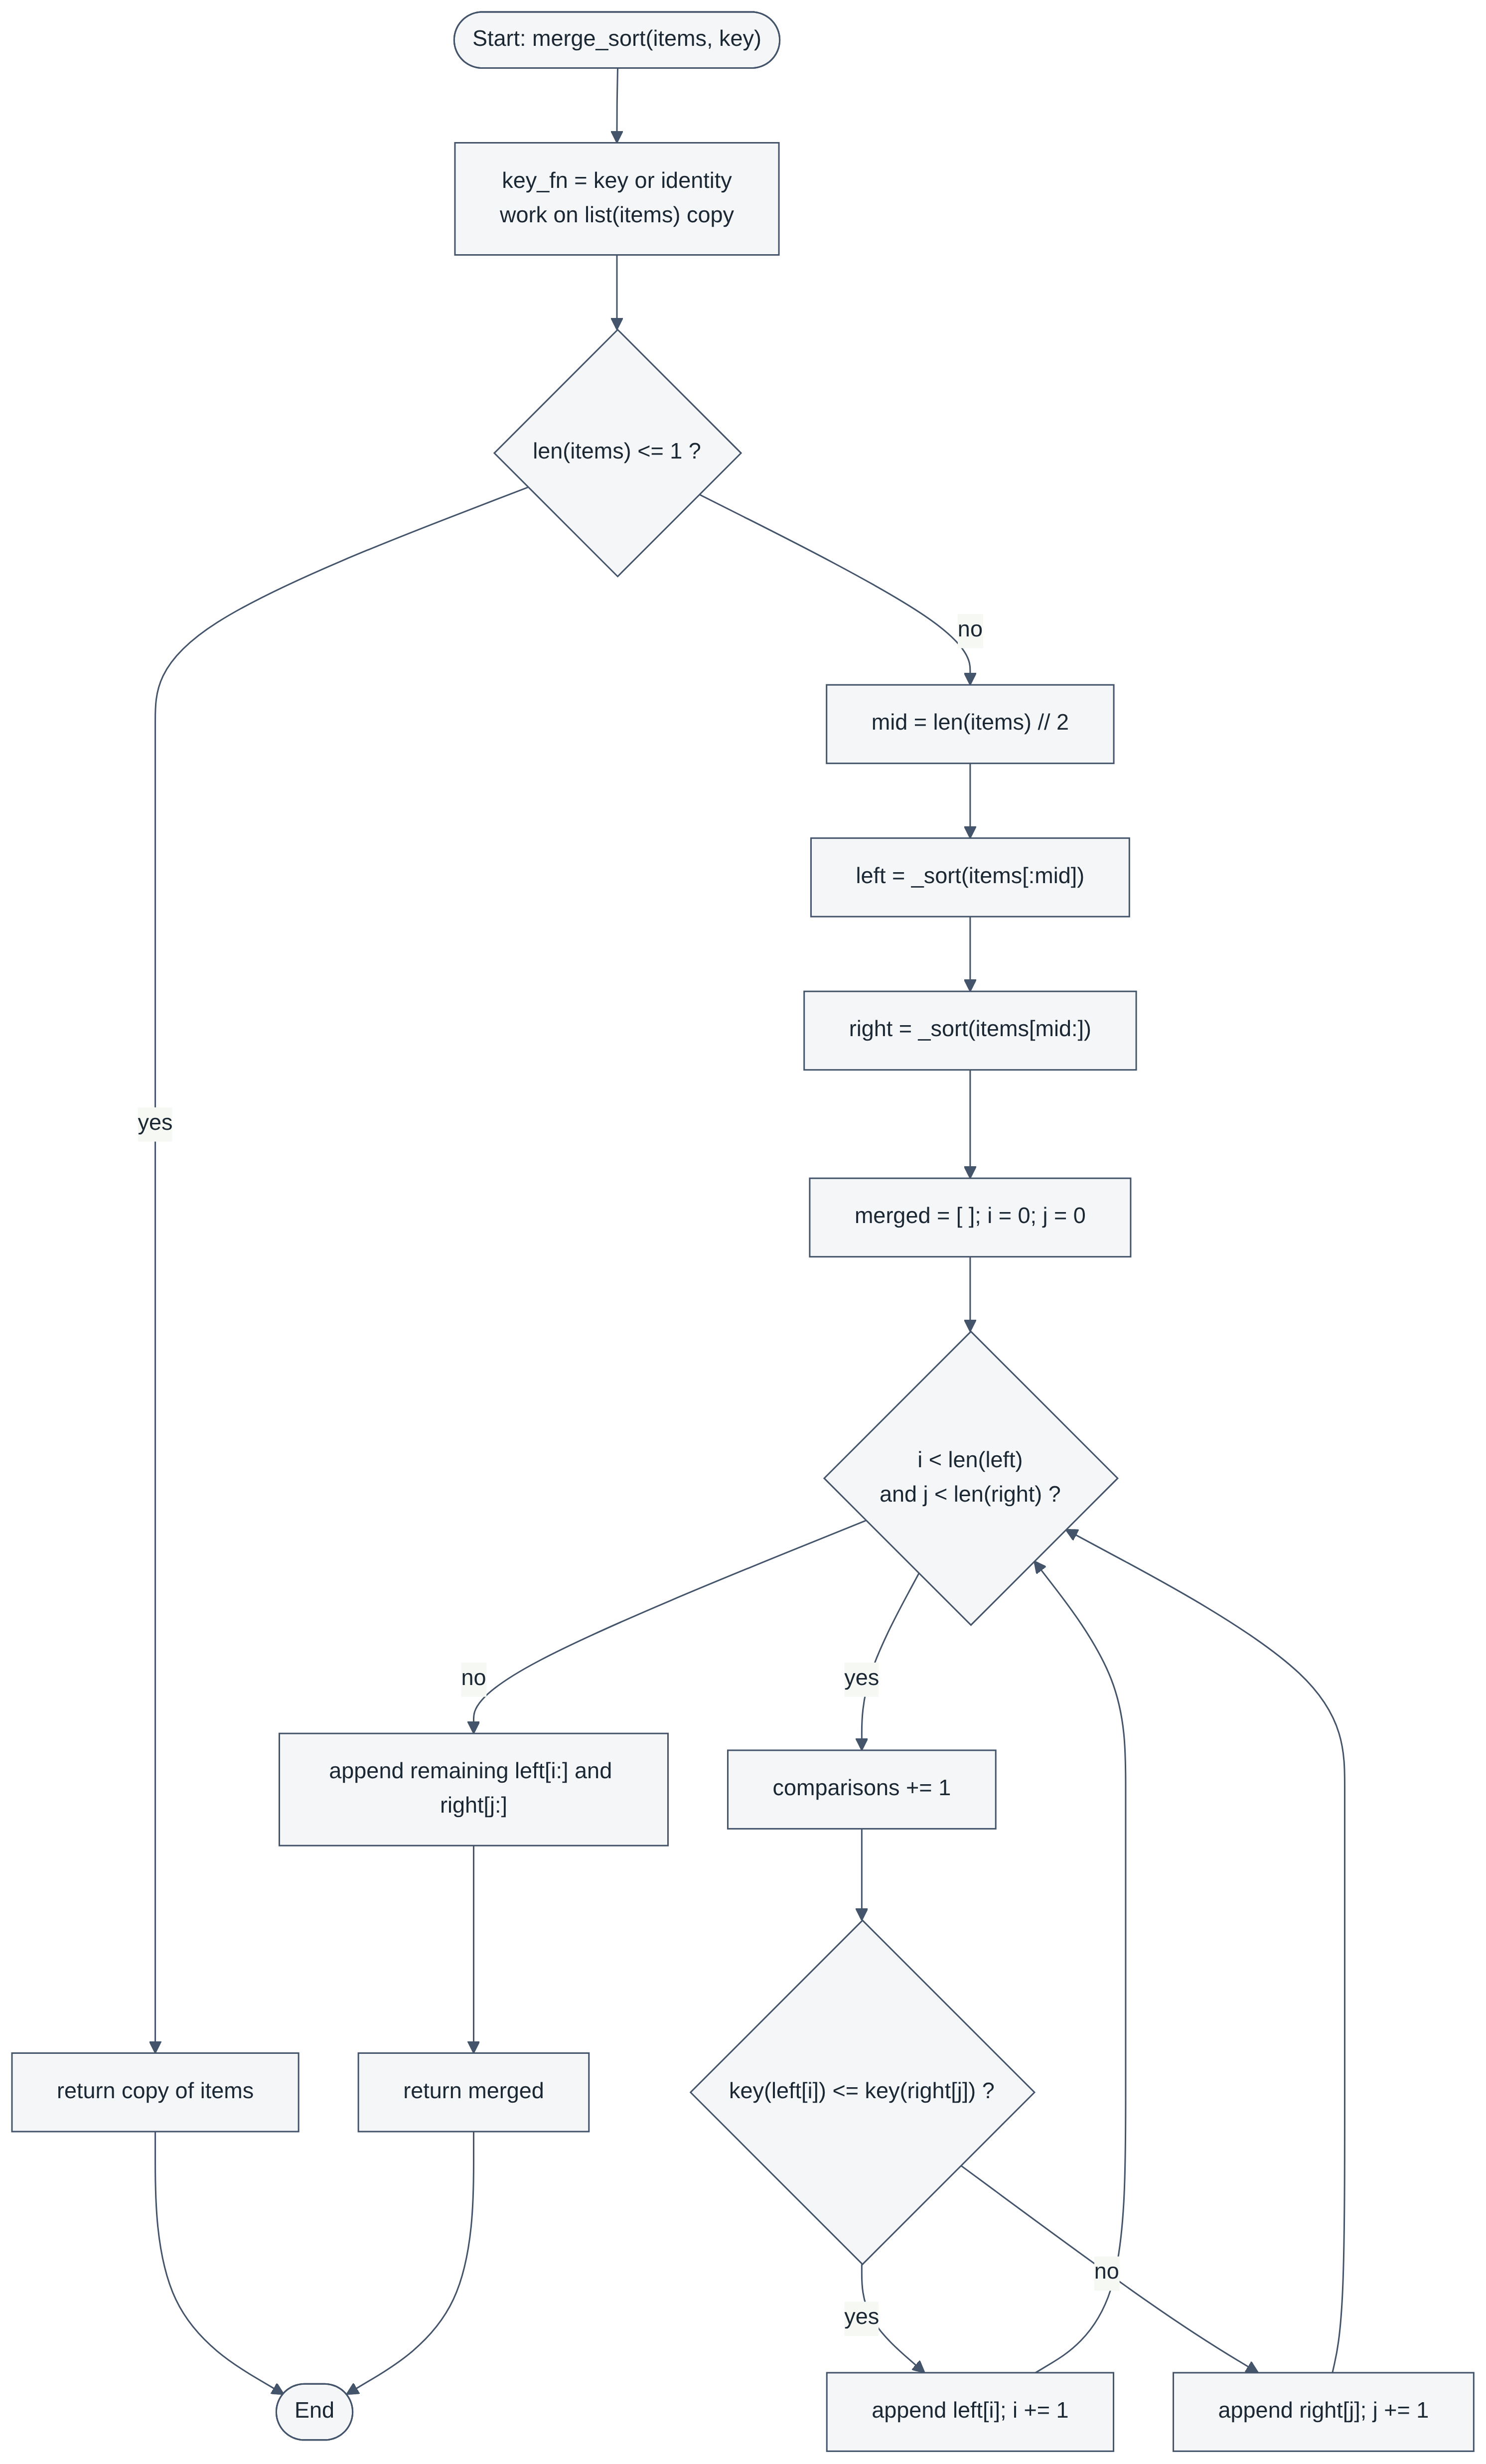 Start: merge_sort(items, key)
key_fn = key or identity
work on list(items) copy
len(items) <= 1 ?
no
mid = len(items) // 2
left = _sort(items[:mid])
right = _sort(items[mid:])
yes
merged = [ ]; i = 0; j = 0
i < len(left)
and j < len(right) ?
no
yes
append remaining left[i:] and
right[j:]
comparisons += 1
return copy of items
return merged
key(left[i]) <= key(right[j]) ?
no
yes
End
append left[i]; i += 1
append right[j]; j += 1